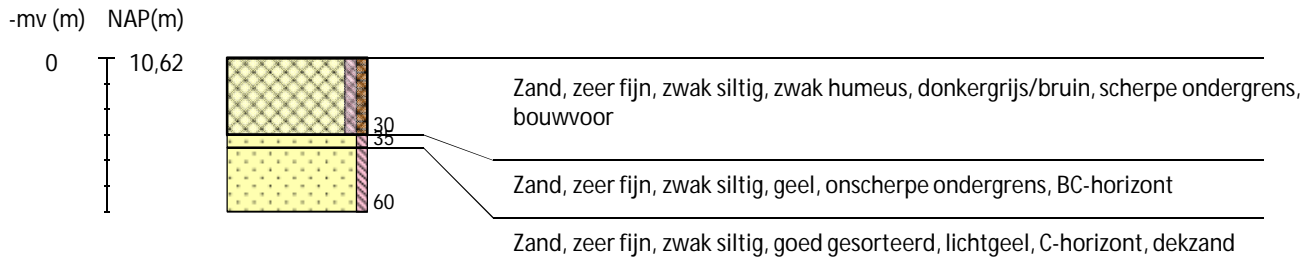 -mv (m) NAP(m)
0 10,62
Zand, zeer fijn, zwak siltig, zwak humeus, donkergrijs/bruin, scherpe ondergrens,
bouwvoor
30
35
Zand, zeer fijn, zwak siltig, geel, onscherpe ondergrens, BC-horizont
60
Zand, zeer fijn, zwak siltig, goed gesorteerd, lichtgeel, C-horizont, dekzand